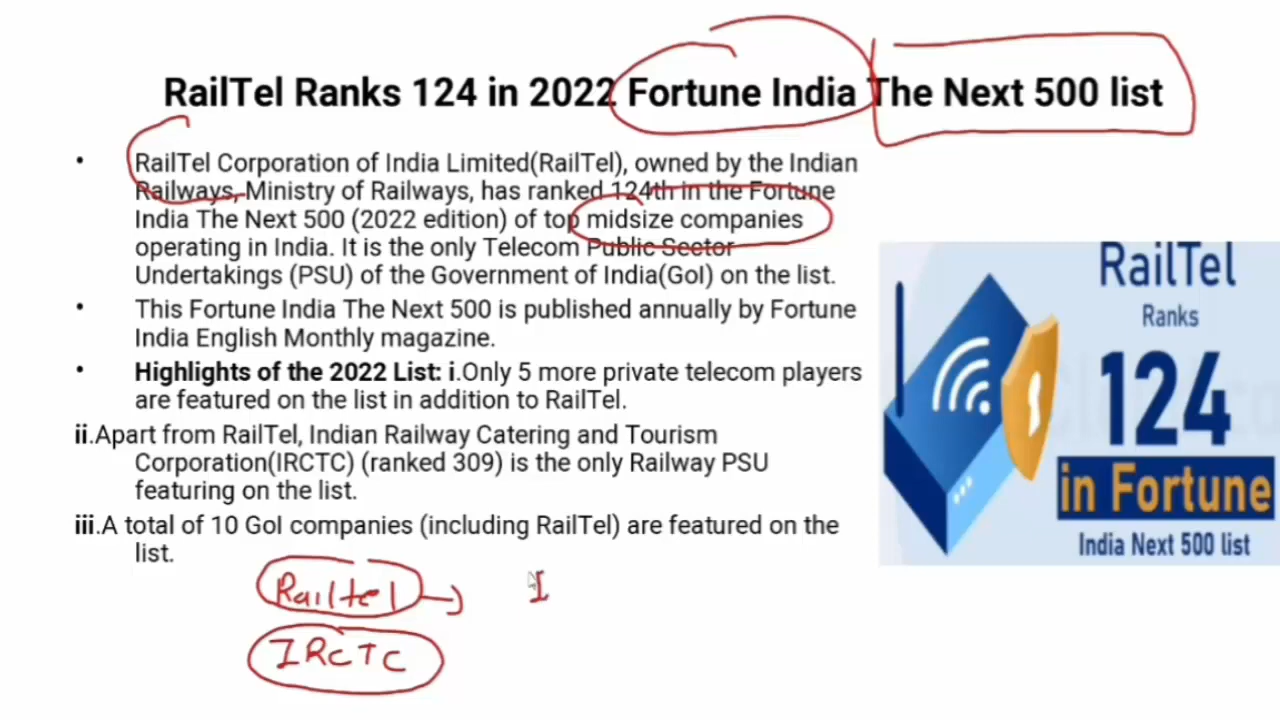 RailTel Ranks 124 in 2022 Fortune India The Next 500 list
• RailTel Corporation of India Limited(RailTel), owned by the Indian
Railways, Ministry of Railways, has ranked 124th in the Fortune
India The Next 500 (2022 edition) of top midsize companies
operating in India. It is the only Telecom Public Sector
Undertakings (PSU) of the Government of India(GoI) on the list.
• This Fortune India The Next 500 is published annually by Fortune
India English Monthly magazine.
• Highlights of the 2022 List: i.Only 5 more private telecom players
are featured on the list in addition to RailTel.
ii.Apart from RailTel, Indian Railway Catering and Tourism
Corporation(IRCTC) (ranked 309) is the only Railway PSU
featuring on the list.
iii.A total of 10 GoI companies (including RailTel) are featured on the
list.
RailTel
Ranks
124
in Fortune
India Next 500 list
Railtel
I
IRCTC